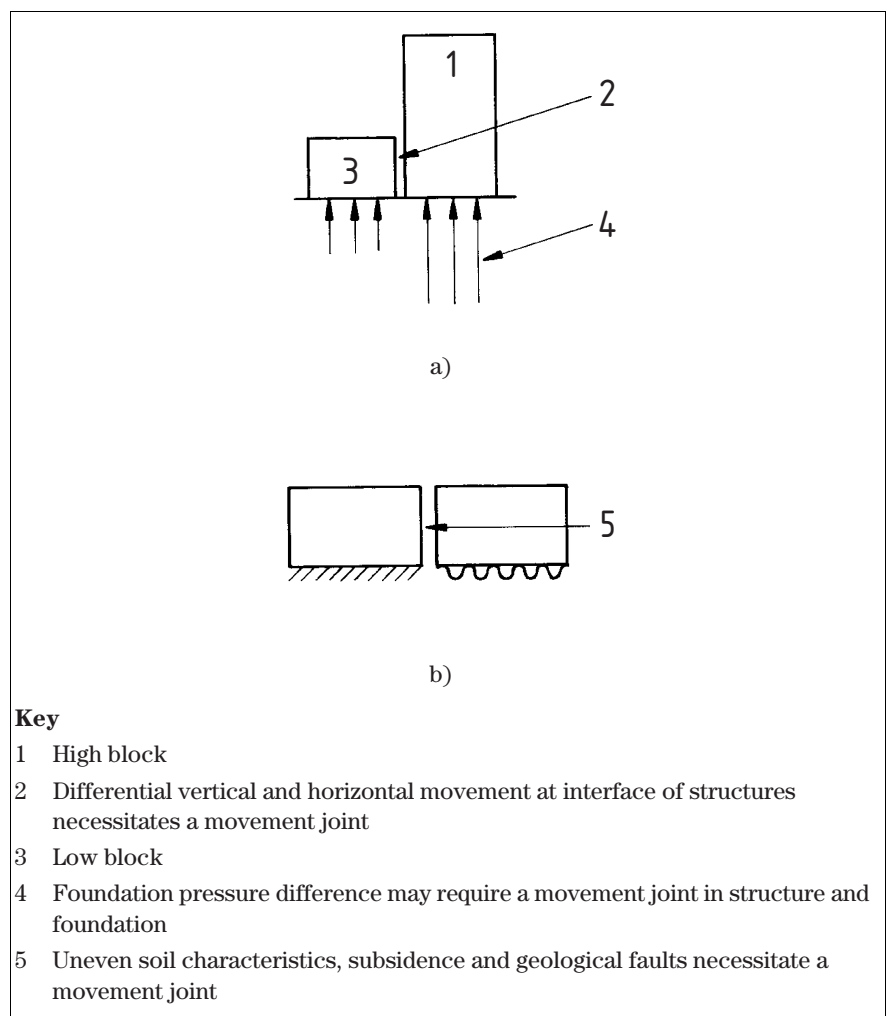 1
2
3
4
a)
5
b)
Key
1 High block
2 Differential vertical and horizontal movement at interface of structures
necessitates a movement joint
3 Low block
4 Foundation pressure difference may require a movement joint in structure and
foundation
5 Uneven soil characteristics, subsidence and geological faults necessitate a
movement joint